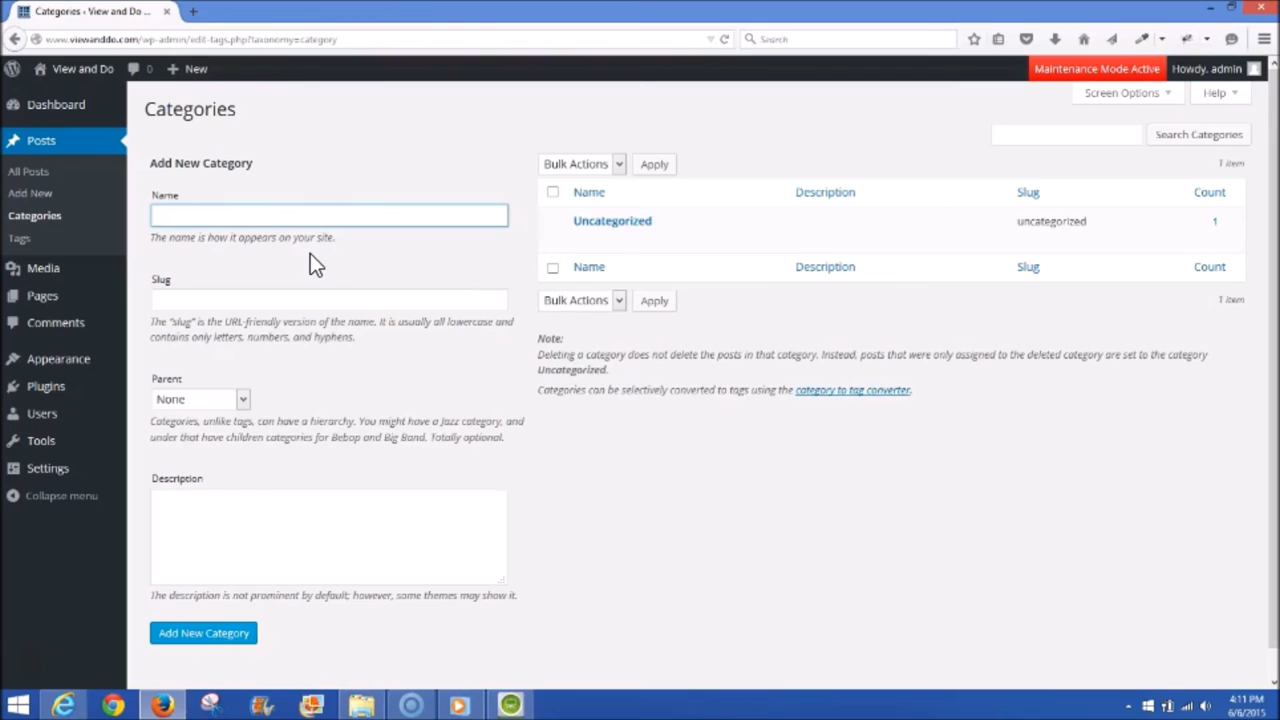 Categories ‹ View and Do ...
www.viewanddo.com/wp-admin/edit-tags.php?taxonomy=category
Search
View and Do
0
New
Maintenance Mode Active
Howdy, admin
Dashboard
Posts
All Posts
Add New
Categories
Tags
Media
Pages
Comments
Appearance
Plugins
Users
Tools
Settings
Collapse menu
Categories
Screen Options
Help
Search Categories
Add New Category
Name
The name is how it appears on your site.
Slug
The “slug” is the URL-friendly version of the name. It is usually all lowercase and
contains only letters, numbers, and hyphens.
Parent
None
Categories, unlike tags, can have a hierarchy. You might have a Jazz category, and
under that have children categories for Bebop and Big Band. Totally optional.
Description
The description is not prominent by default; however, some themes may show it.
Add New Category
Bulk Actions
Apply
1 item
Name Description Slug Count
Uncategorized uncategorized 1
Name Description Slug Count
Bulk Actions
Apply
1 item
Note:
Deleting a category does not delete the posts in that category. Instead, posts that were only assigned to the deleted category are set to the category
Uncategorized.
Categories can be selectively converted to tags using the category to tag converter.
4:11 PM
6/6/2015